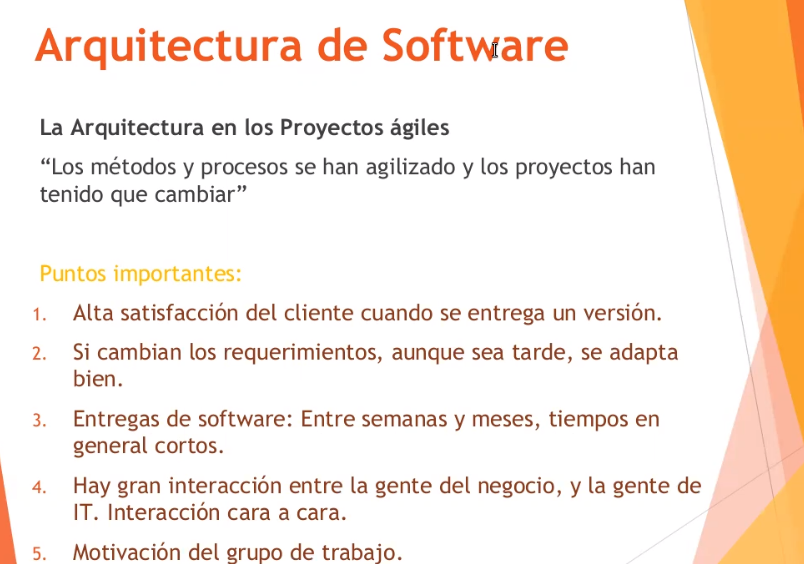 Arquitectura de Software
La Arquitectura en los Proyectos ágiles
“Los métodos y procesos se han agilizado y los proyectos han
tenido que cambiar”
Puntos importantes:
1. Alta satisfacción del cliente cuando se entrega un versión.
2. Si cambian los requerimientos, aunque sea tarde, se adapta
bien.
3. Entregas de software: Entre semanas y meses, tiempos en
general cortos.
4. Hay gran interacción entre la gente del negocio, y la gente de
IT. Interacción cara a cara.
5. Motivación del grupo de trabajo.